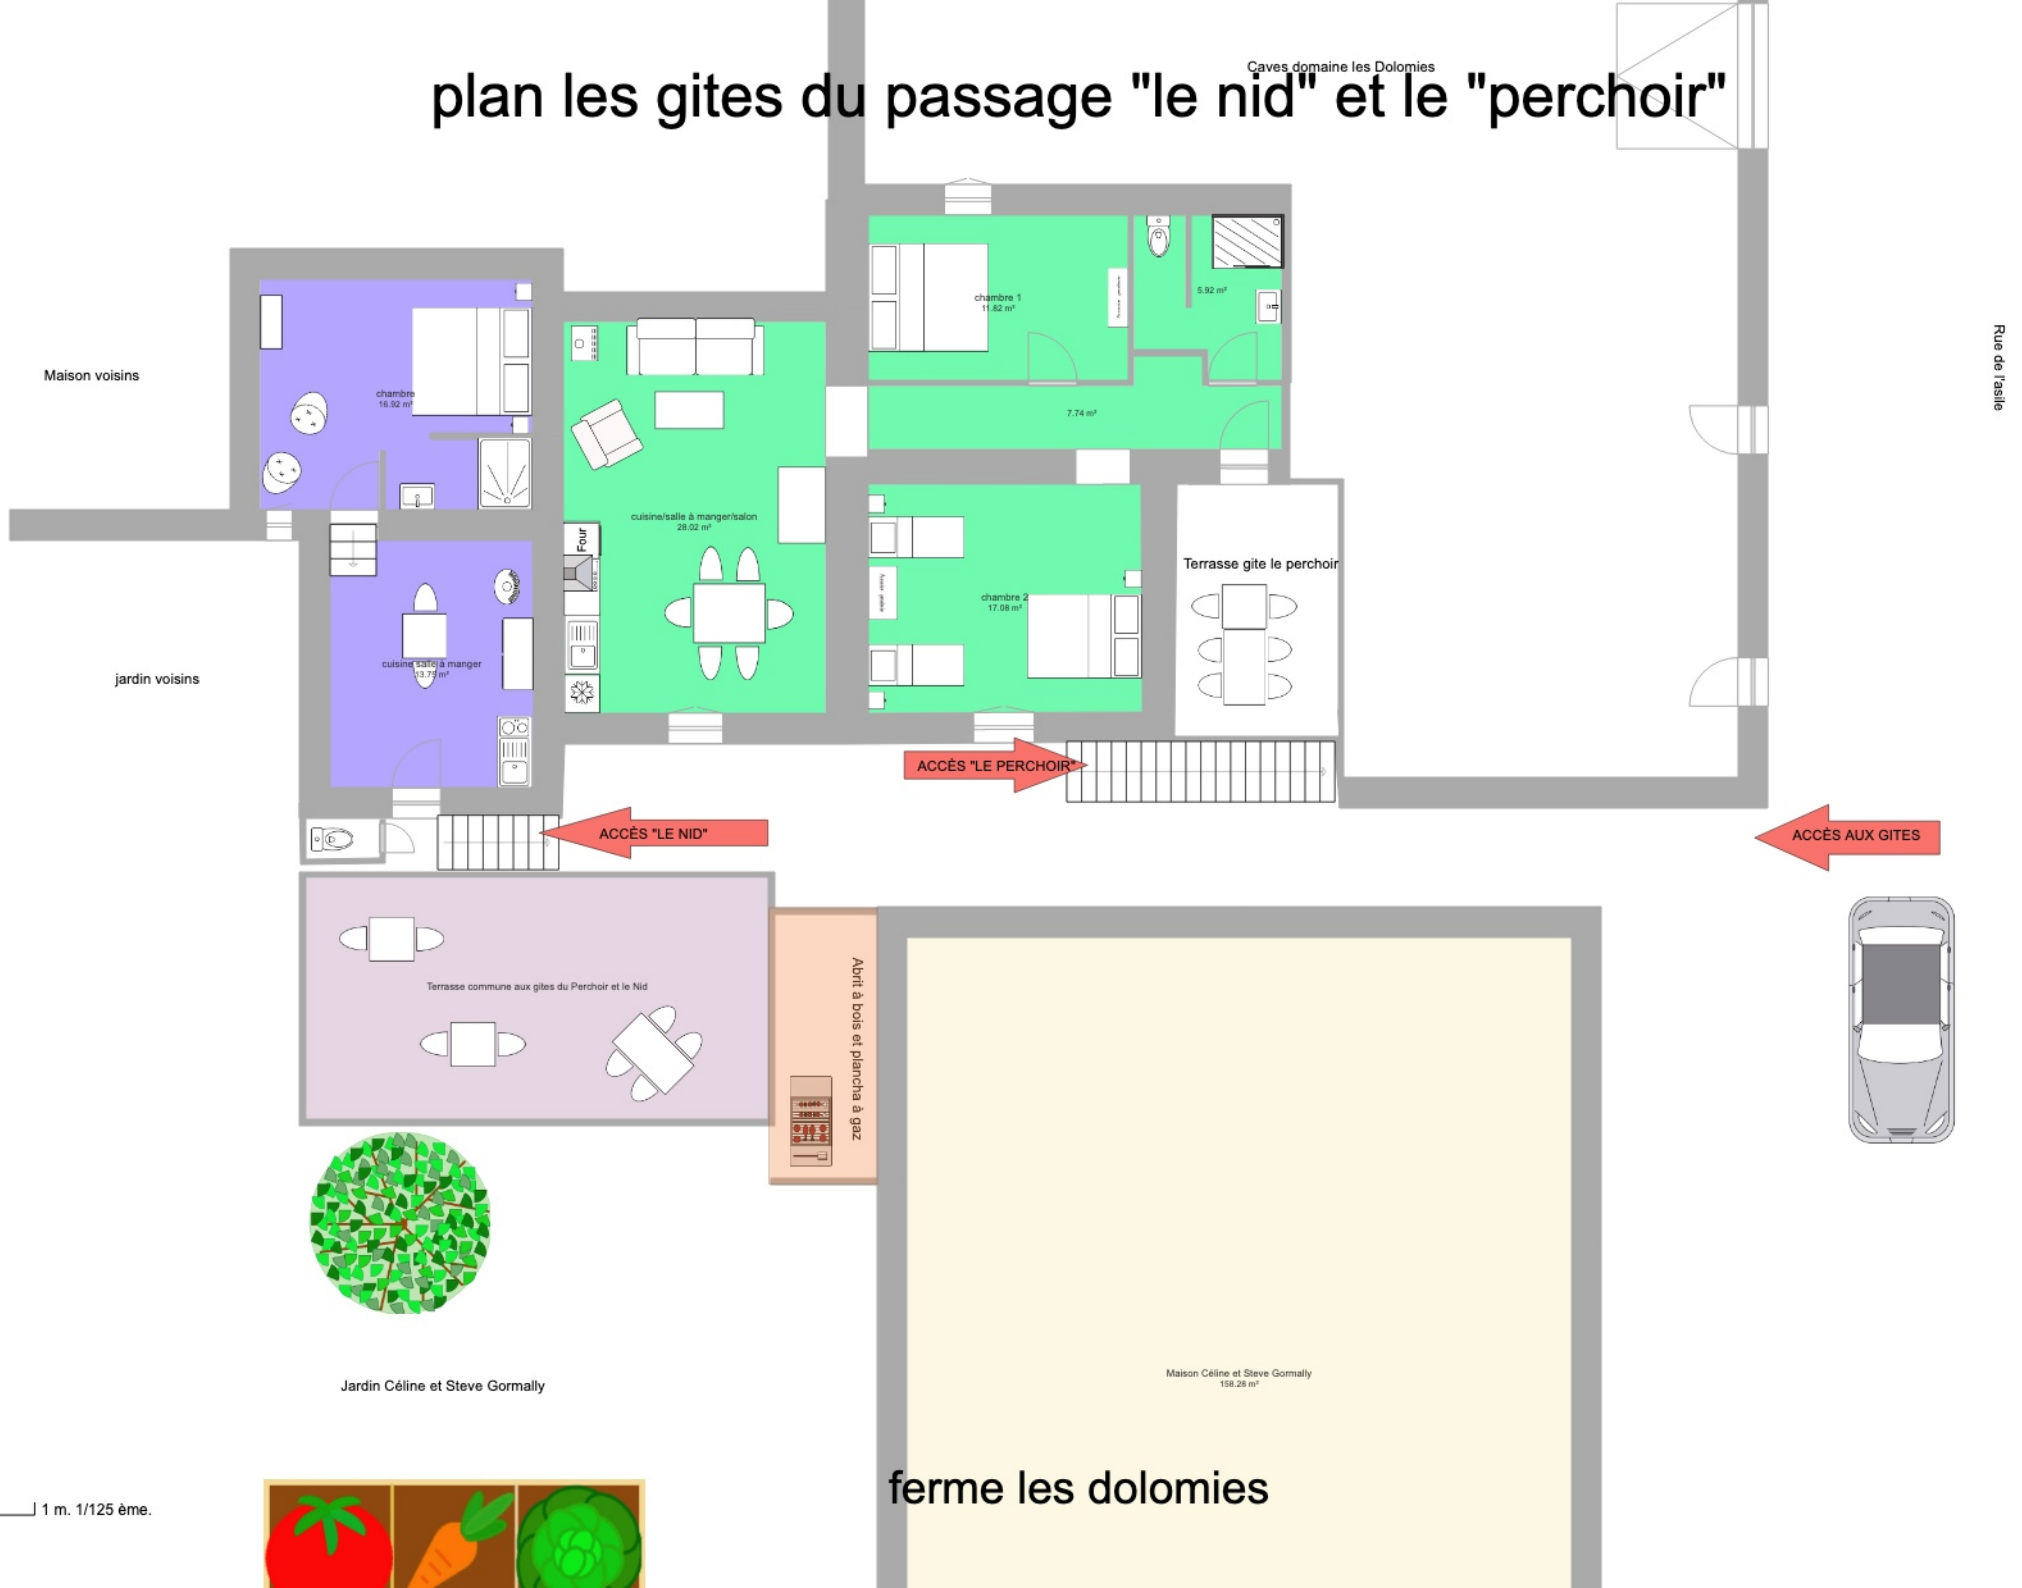 Caves domaine les Dolomies
plan les gites du passage "le nid" et le "perchoir"
chambre 1
11.82 m²
5.92 m²
Maison voisins
chambre
16.92 m²
7.74 m²
Rue de l'asile
cuisine/salle à manger/salon
28.02 m²
Four
Terrasse gite le perchoir
chambre 2
17.08 m²
cuisine salle à manger
13.75 m²
jardin voisins
ACCÈS "LE PERCHOIR"
ACCÈS "LE NID"
ACCÈS AUX GITES
Terrasse commune aux gites du Perchoir et le Nid
Abrit à bois et plancha à gaz
Maison Céline et Steve Gormally
158.28 m²
Jardin Céline et Steve Gormally
ferme les dolomies
1 m. 1/125 ème.